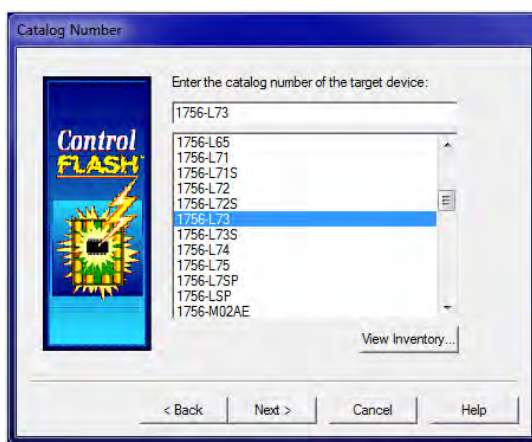 Catalog Number
Control
FLASH
Enter the catalog number of the target device:
1756-L73
1756-L65
1756-L71
1756-L71S
1756-L72
1756-L72S
1756-L73
1756-L73S
1756-L74
1756-L75
1756-L7SP
1756-LSP
1756-M02AE
View Inventory...
< Back
Next >
Cancel
Help